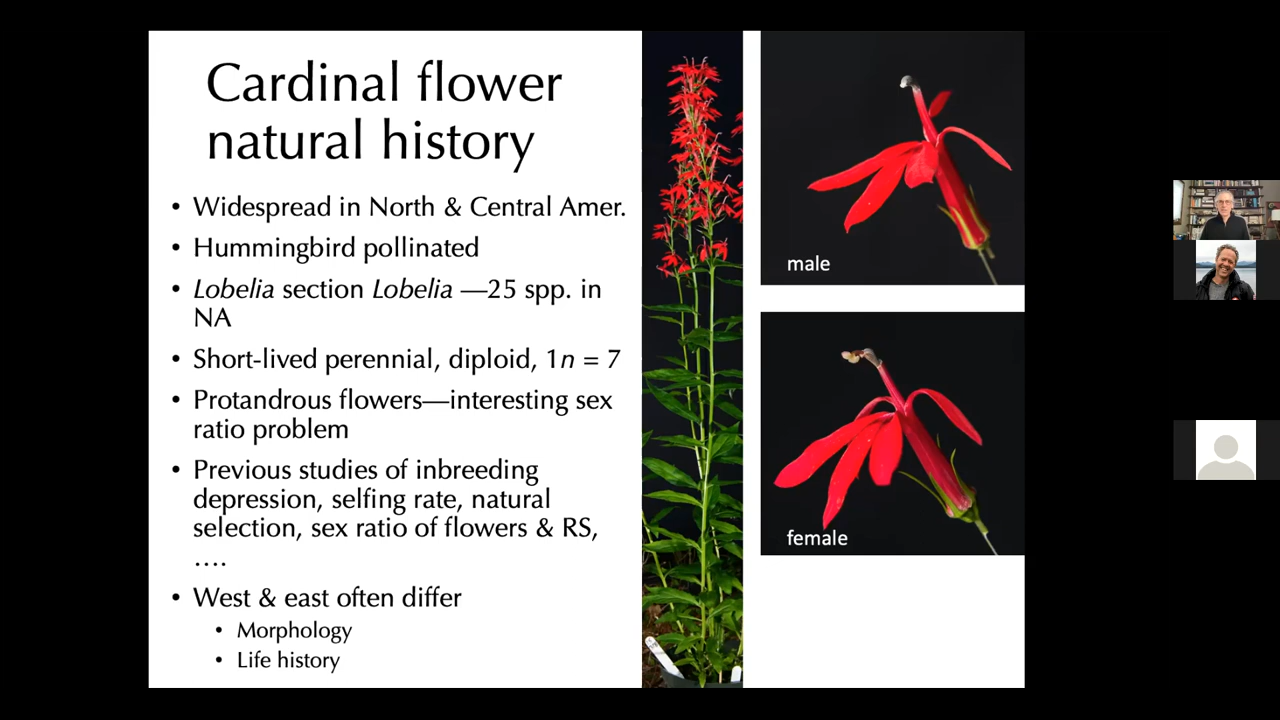 Cardinal flower
natural history
• Widespread in North & Central Amer.
• Hummingbird pollinated
• Lobelia section Lobelia —25 spp. in
NA
• Short-lived perennial, diploid, 1n = 7
• Protandrous flowers—interesting sex
ratio problem
• Previous studies of inbreeding
depression, selfing rate, natural
selection, sex ratio of flowers & RS,
….
• West & east often differ
• Morphology
• Life history
male
female